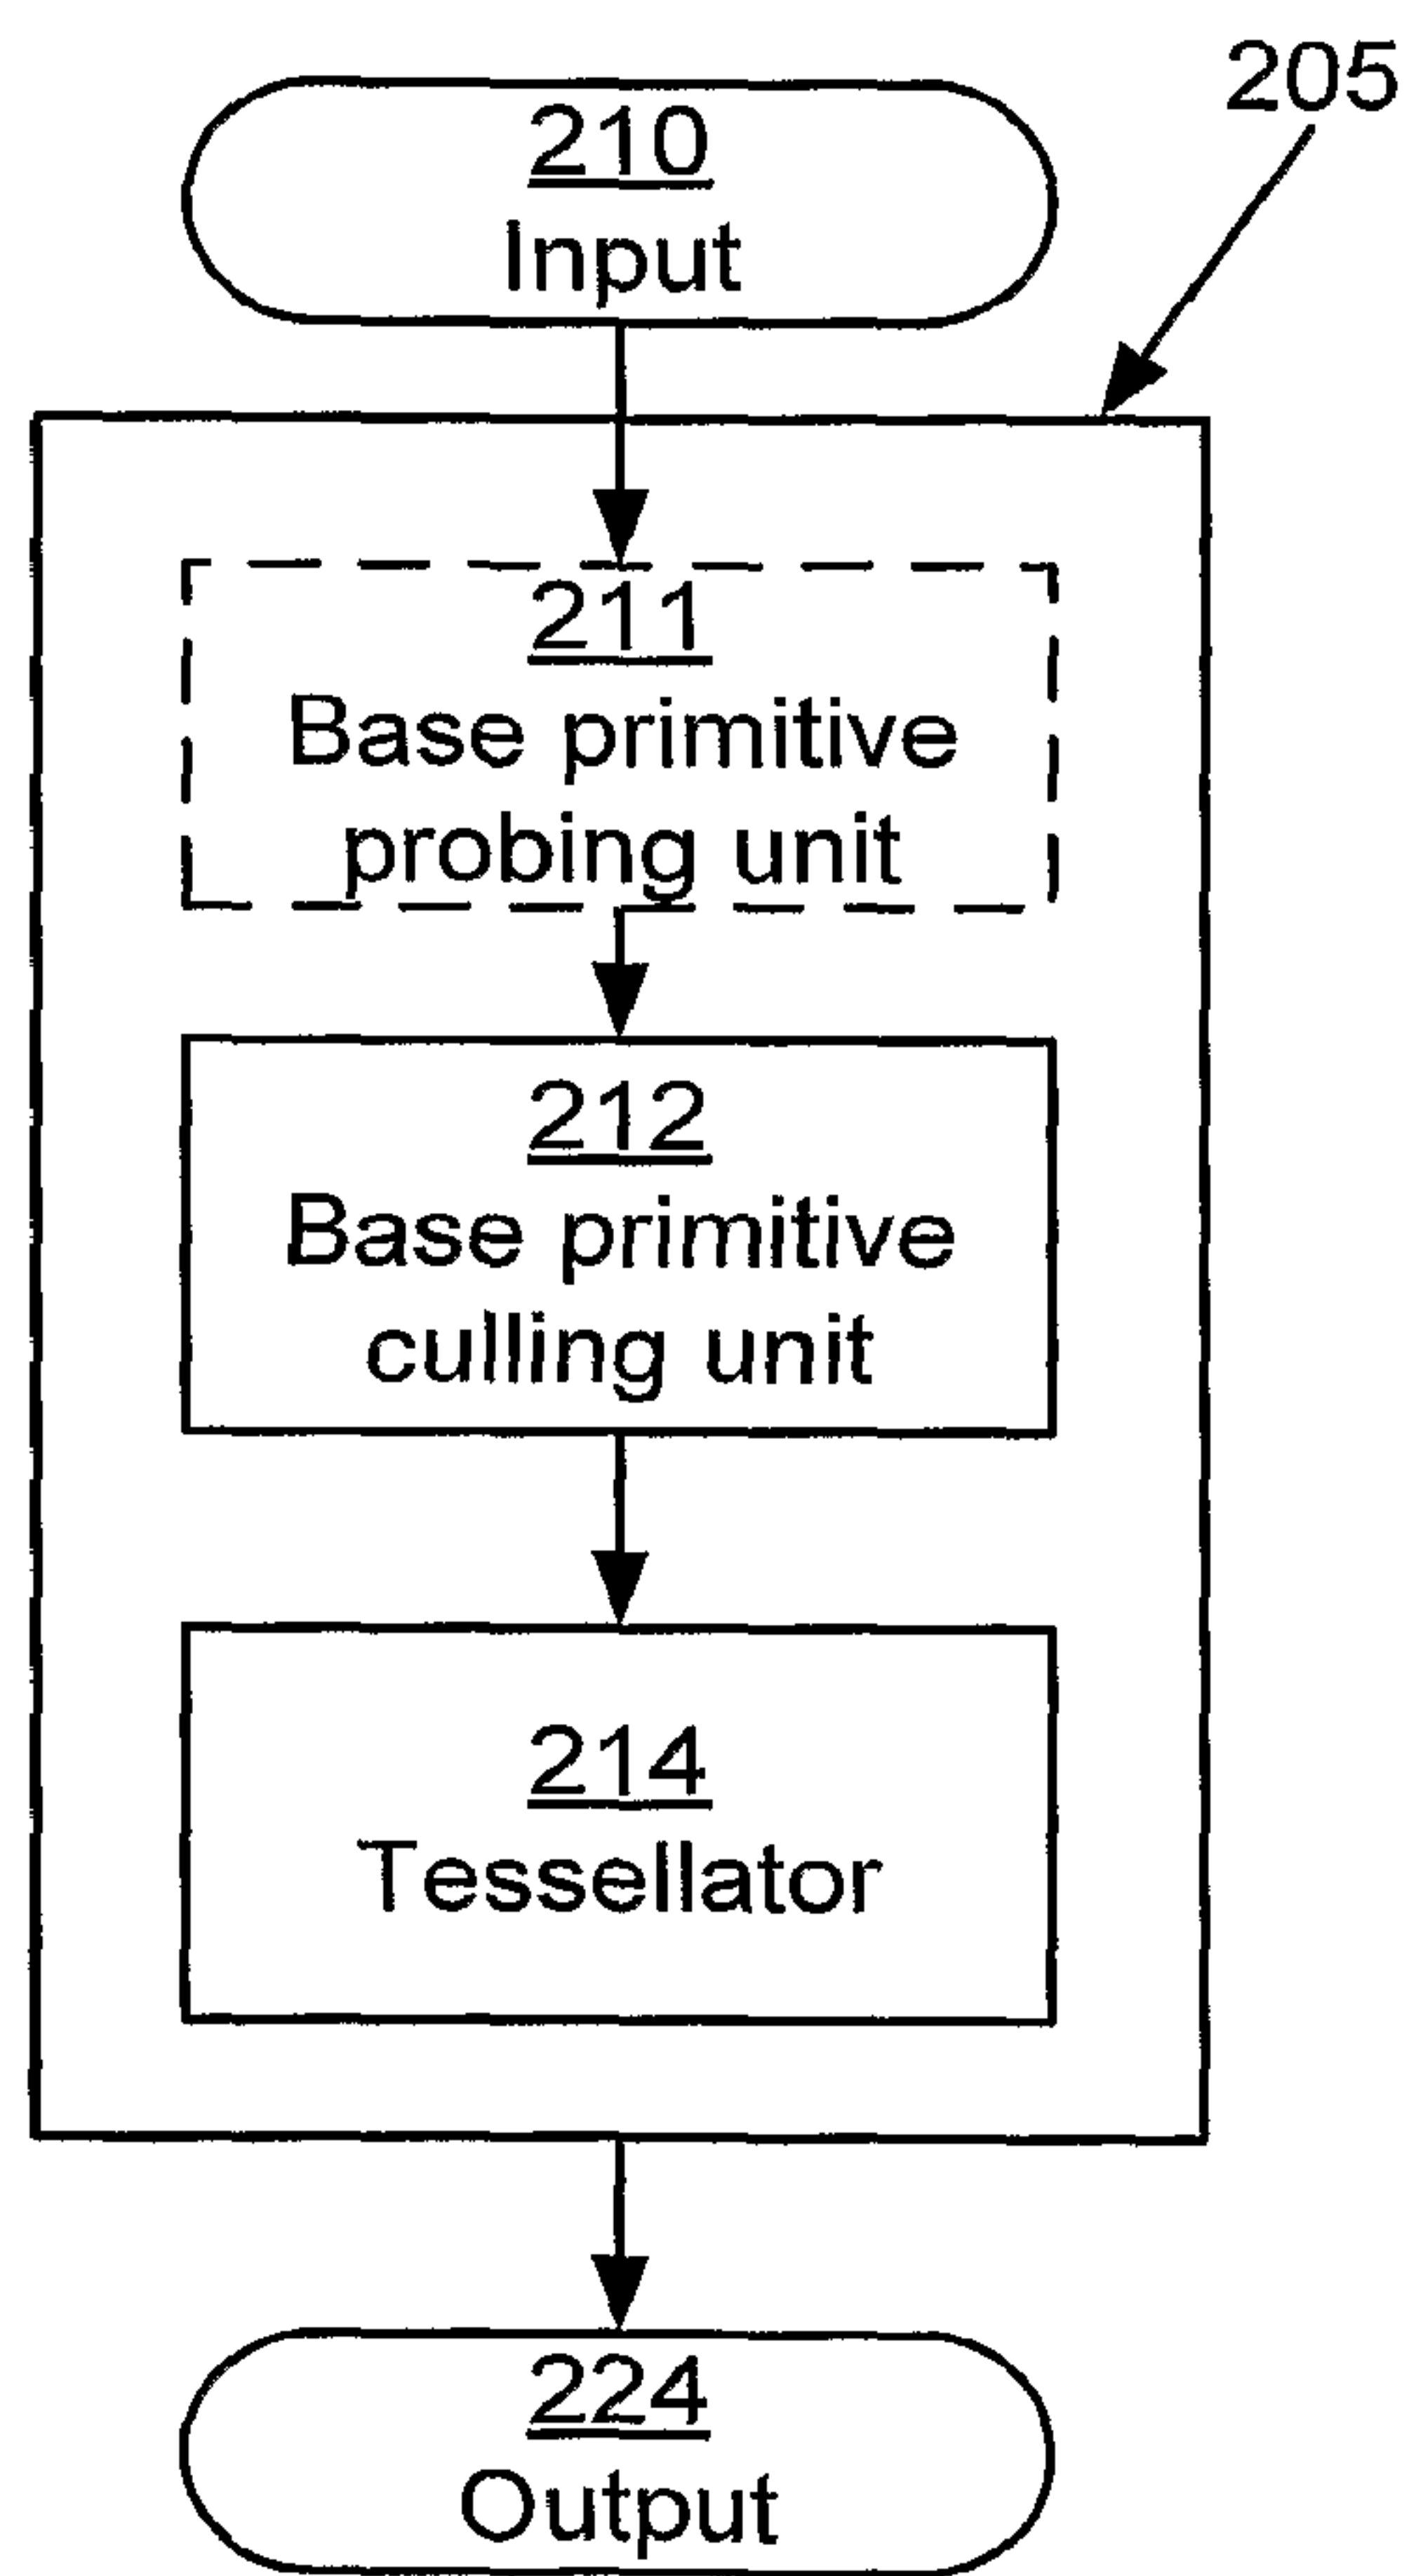 205
210
Input
211
Base primitive
probing unit
212
Base primitive
culling unit
214
Tessellator
224
Output